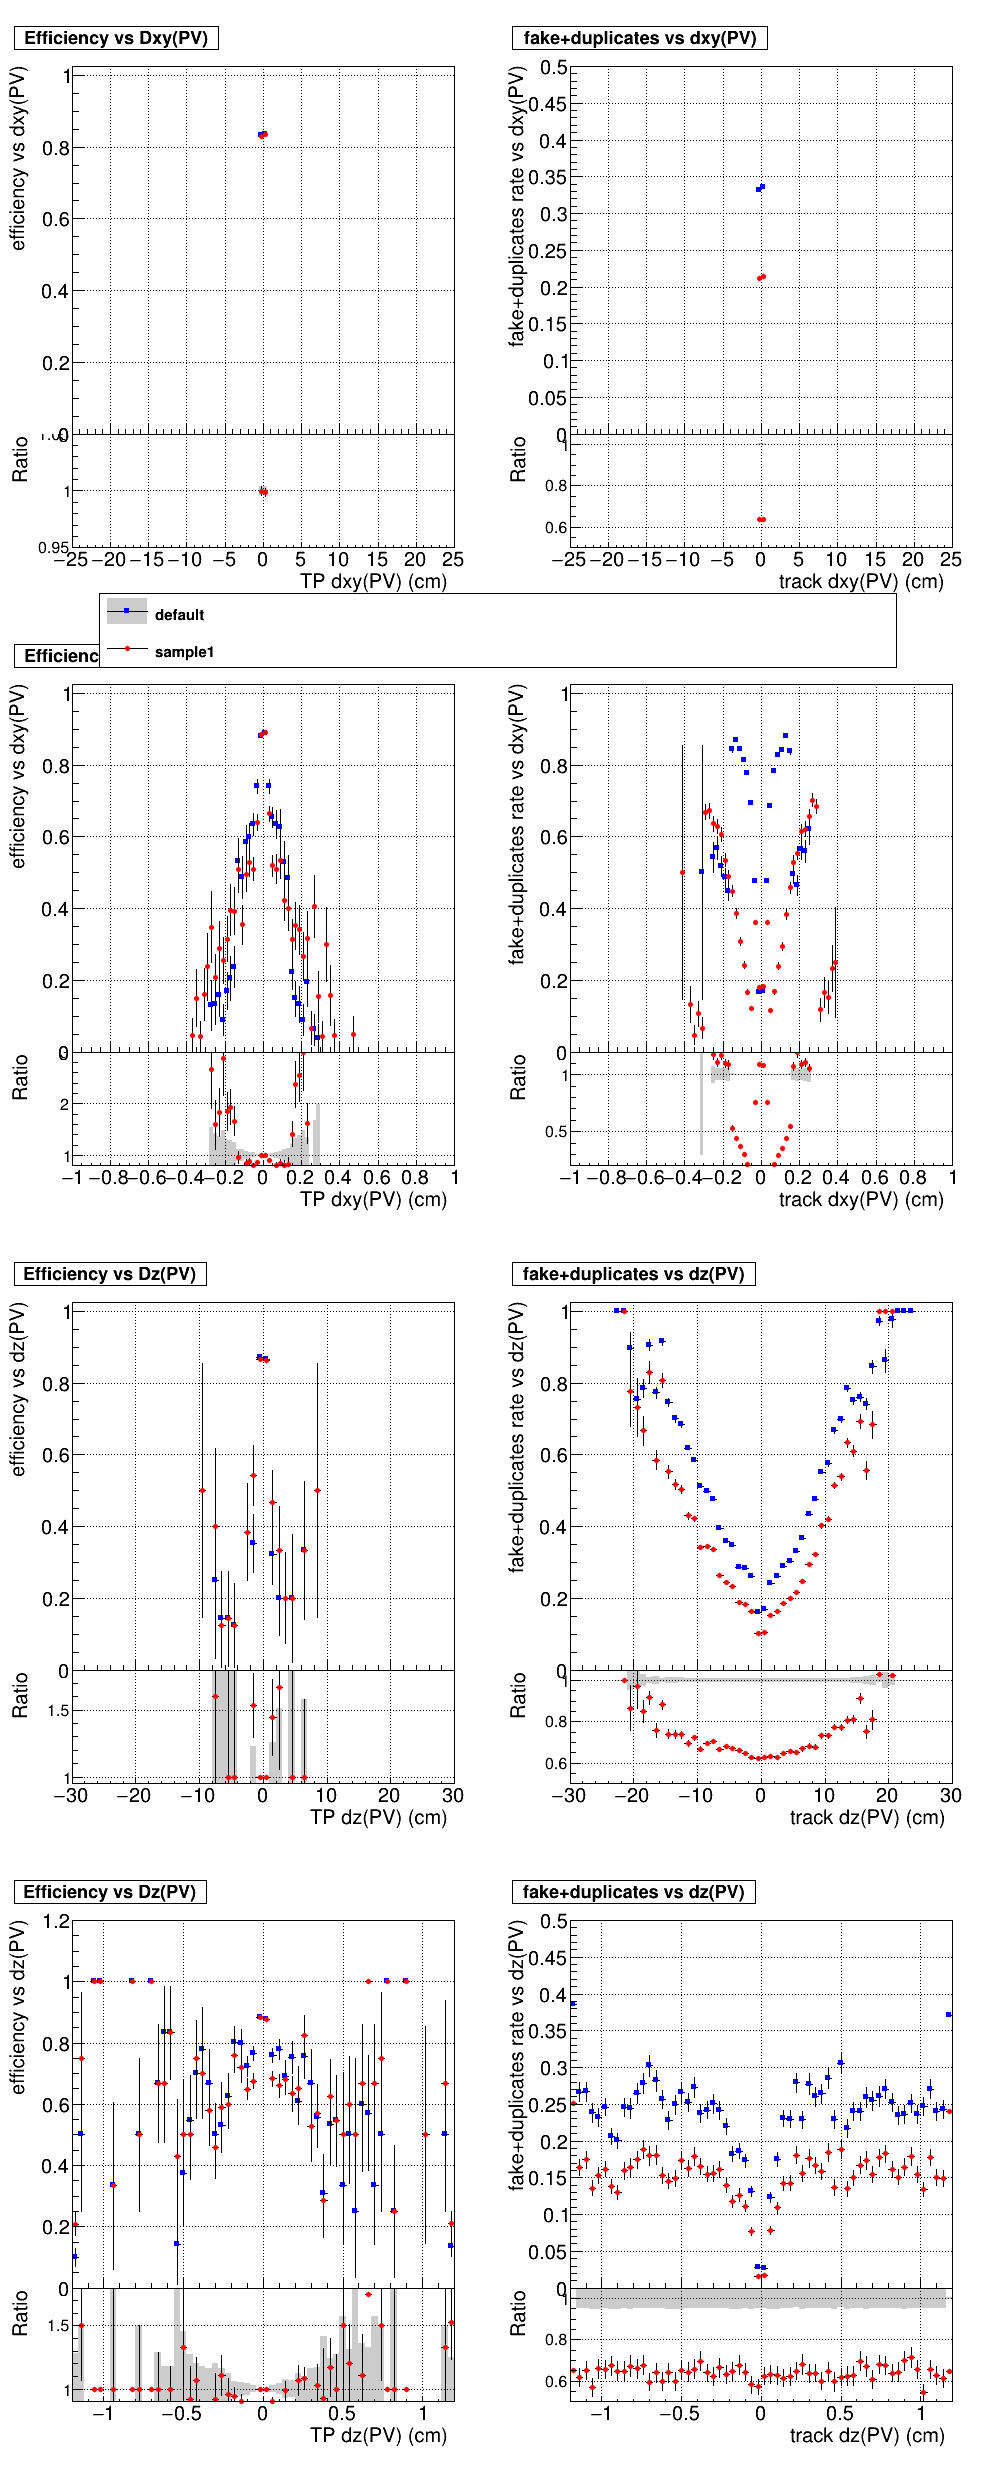 Efficiency vs Dxy(PV)
fake+duplicates vs dxy(PV)
efficiency vs dxy(PV)
1
0.8
0.6
0.4
0.2
0
Ratio
1
0.95
−25 −20 −15 −10 −5 0 5 10 15 20 25
TP dxy(PV) (cm)
fake+duplicates rate vs dxy(PV)
0.5
0.45
0.4
0.35
0.3
0.25
0.2
0.15
0.1
0.05
0
Ratio
1
0.8
0.6
−25 −20 −15 −10 −5 0 5 10 15 20 25
track dxy(PV) (cm)
default
sample1
Efficienc
efficiency vs dxy(PV)
1
0.8
0.6
0.4
0.2
0
Ratio
2
1
−1 −0.8 −0.6 −0.4 −0.2 0 0.2 0.4 0.6 0.8 1
TP dxy(PV) (cm)
fake+duplicates rate vs dxy(PV)
1
0.8
0.6
0.4
0.2
0
Ratio
1
0.5
−1 −0.8 −0.6 −0.4 −0.2 0 0.2 0.4 0.6 0.8 1
track dxy(PV) (cm)
Efficiency vs Dz(PV)
fake+duplicates vs dz(PV)
efficiency vs dz(PV)
1
0.8
0.6
0.4
0.2
0
Ratio
1.5
1
−30 −20 −10 0 10 20 30
TP dz(PV) (cm)
fake+duplicates rate vs dz(PV)
1
0.8
0.6
0.4
0.2
0
Ratio
1
0.8
0.6
−30 −20 −10 0 10 20 30
track dz(PV) (cm)
Efficiency vs Dz(PV)
fake+duplicates vs dz(PV)
efficiency vs dz(PV)
1.2
1
0.8
0.6
0.4
0.2
0
Ratio
1.5
1
−1 −0.5 0 0.5 1
TP dz(PV) (cm)
fake+duplicates rate vs dz(PV)
0.5
0.45
0.4
0.35
0.3
0.25
0.2
0.15
0.1
0.05
0
Ratio
1
0.8
0.6
−1 −0.5 0 0.5 1
track dz(PV) (cm)